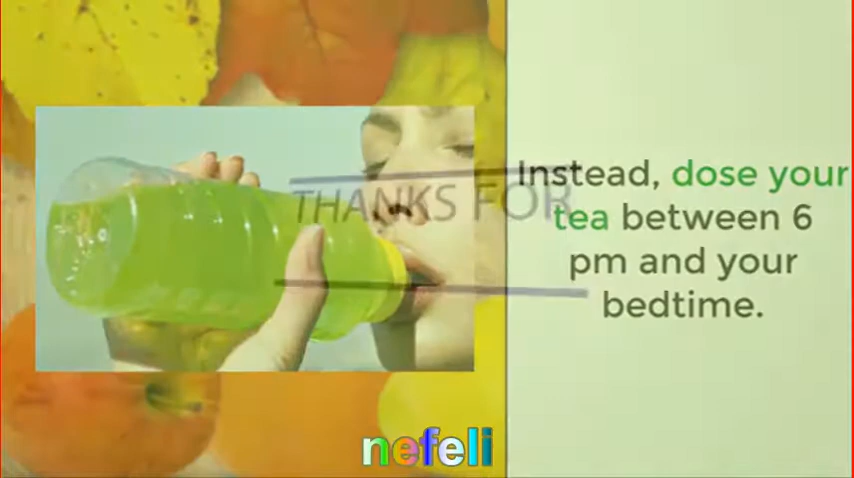 THANKS FOR
Instead, dose your
tea between 6
pm and your
bedtime.
nefeli